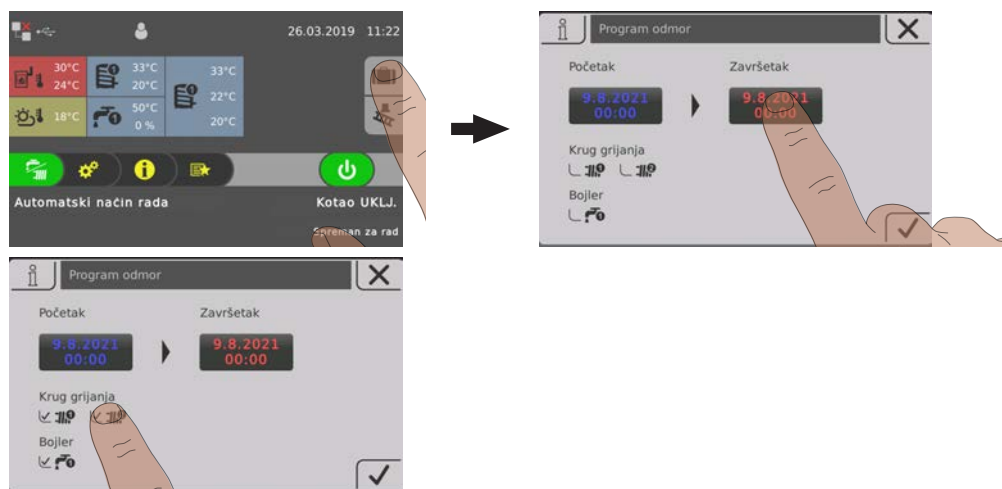 26.03.2019 11:22
30°C
24°C
33°C
20°C
33°C
22°C
20°C
18°C
50°C
0 %
Automatski način rada
Kotao UKLJ.
Spreman za rad
Program odmor
Početak
Završetak
9.8.2021
00:00
9.8.2021
00:00
Krug grijanja
Bojler
Program odmor
Početak
Završetak
9.8.2021
00:00
9.8.2021
00:00
Krug grijanja
Bojler